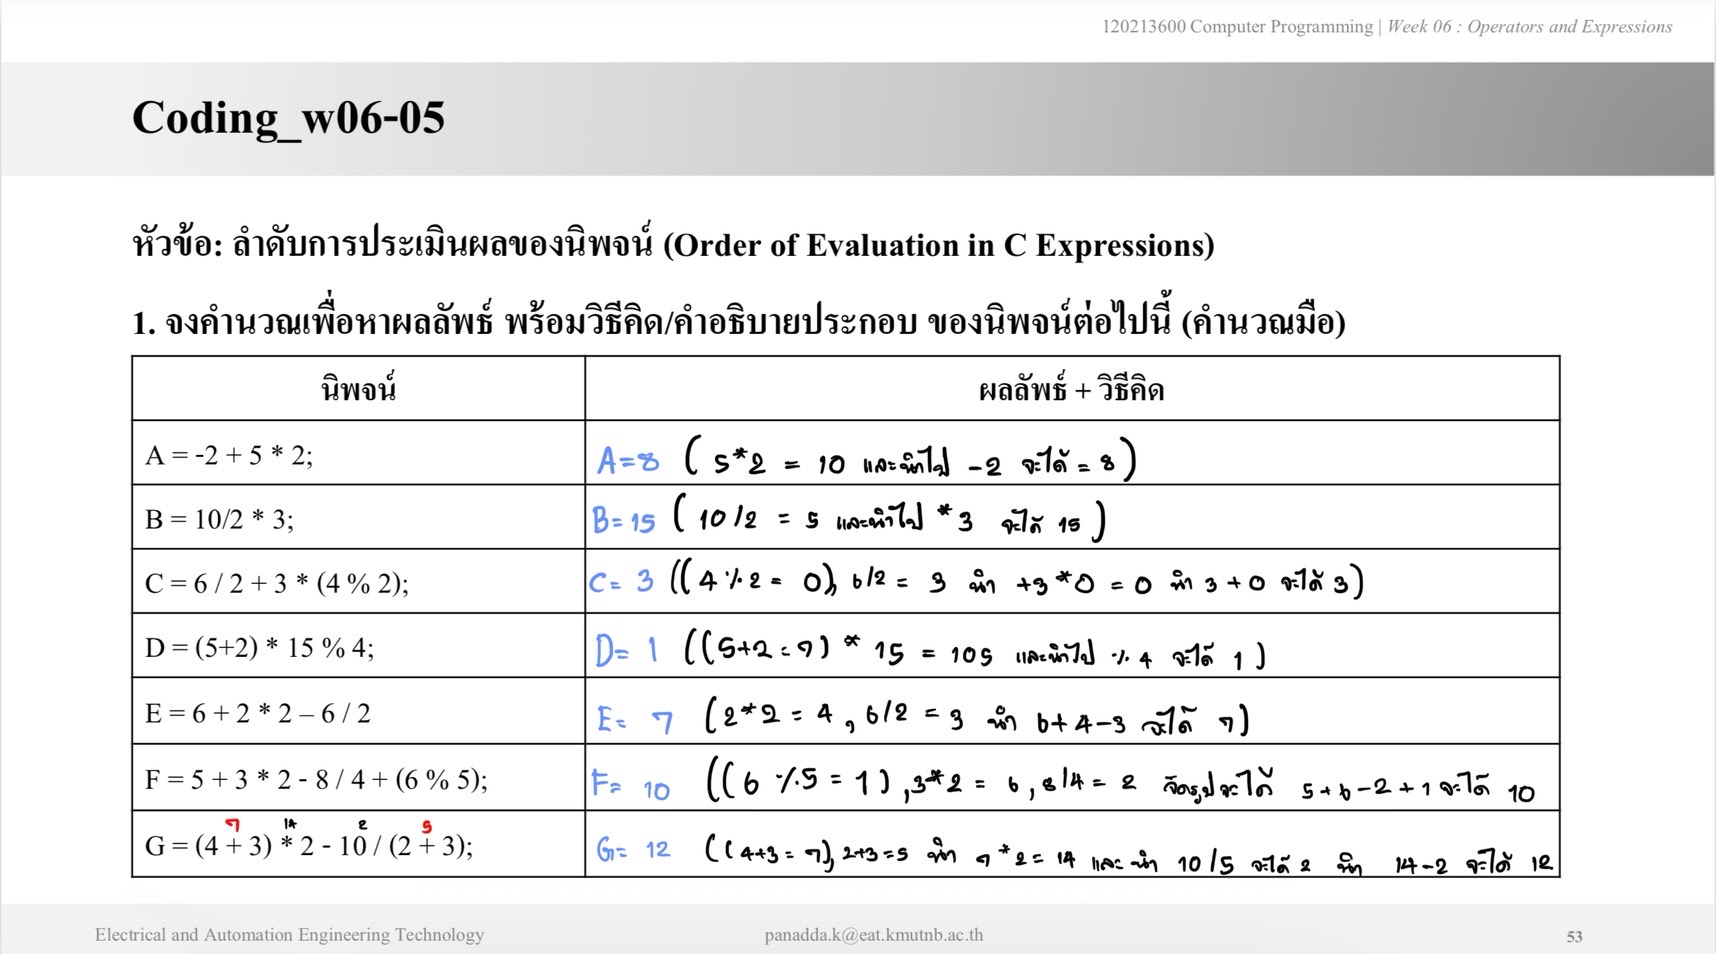 120213600 Computer Programming | Week 06 : Operators and Expressions
Coding_w06-05
หัวข้อ: ลำดับการประเมินผลของนิพจน์ (Order of Evaluation in C Expressions)
1. จงคำนวณเพื่อหาผลลัพธ์ พร้อมวิธีคิด/คำอธิบายประกอบ ของนิพจน์ต่อไปนี้ (คำนวณมือ)
นิพจน์ ผลลัพธ์ + วิธีคิด
A = -2 + 5 * 2; A=8 ( 5*2 = 10 และนำไป -2 จะได้ = 8 )
B = 10/2 * 3; B= 15 ( 10/2 = 5 และนำไป * 3 จะได้ 15 )
C = 6 / 2 + 3 * (4 % 2); C= 3 ((4 % 2 = 0), 6/2 = 3 นำ +3*0 = 0 นำ 3 + 0 จะได้ 3)
D = (5+2) * 15 % 4; D= 1 ((5+2=7) * 15 = 105 และนำไป % 4 จะได้ 1 )
E = 6 + 2 * 2 – 6 / 2 E= 7 (2*2 = 4 , 6/2 = 3 นำ 6+4-3 จะได้ 7)
F = 5 + 3 * 2 - 8 / 4 + (6 % 5); F= 10 ((6 % 5 = 1) ,3*2 = 6 , 8/4 = 2 จัดรูปจะได้ 5+6-2+1 จะได้ 10
7 14 2 5
G = (4 + 3) * 2 - 10 / (2 + 3); G= 12 ((4+3=7), 2+3=5 นำ 7*2=14 และ นำ 10/5 จะได้ 2 นำ 14-2 จะได้ 12
Electrical and Automation Engineering Technology panadda.k@eat.kmutnb.ac.th 53